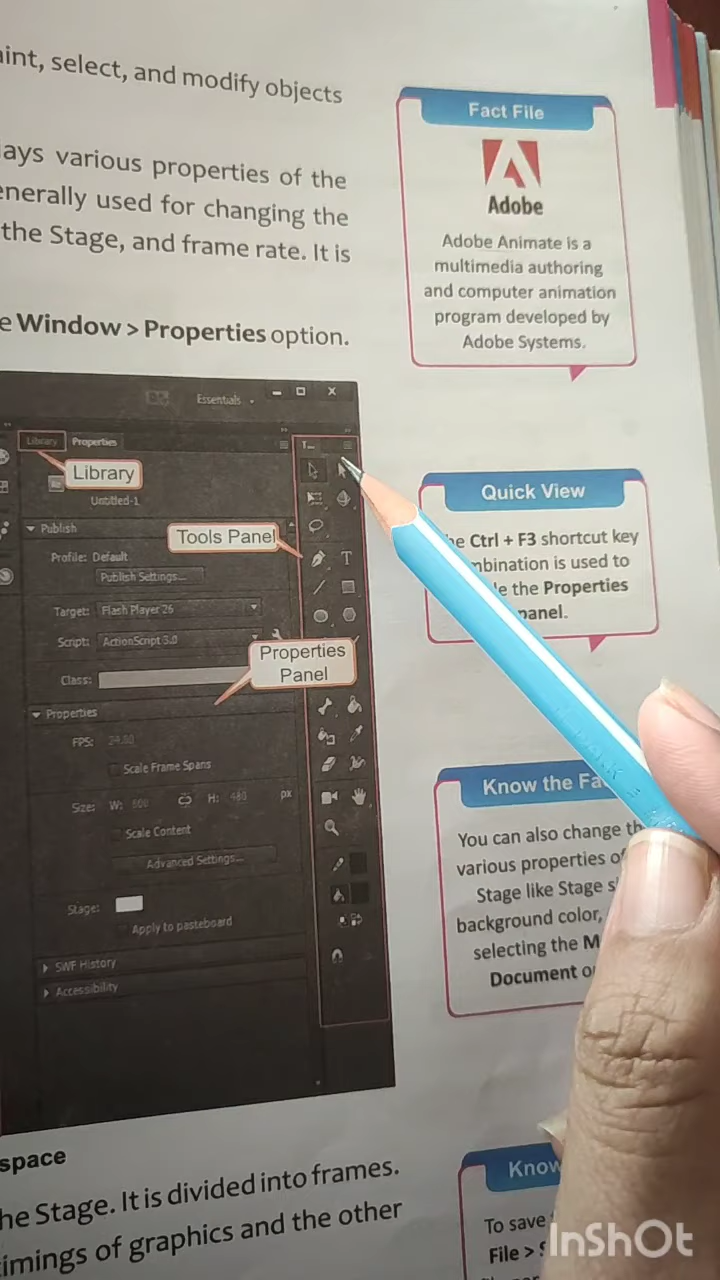 aint, select, and modify objects
ays various properties of the
enerally used for changing the
the Stage, and frame rate. It is
e Window > Properties option.
Fact File
Adobe
Adobe Animate is a
multimedia authoring
and computer animation
program developed by
Adobe Systems.
Essentials
Library Properties
T...
Library
Untitled-1
Publish
Tools Panel
Profile: Default
Publish Settings...
T
Target: Flash Player 26
Script: ActionScript 3.0
Properties
Panel
Class:
Properties
FPS: 24.00
Scale Frame Spans
Size: W: H: px
Scale Content
Advanced Settings...
Stage:
Apply to pasteboard
SWF History
Accessibility
Quick View
he Ctrl + F3 shortcut key
mbination is used to
le the Properties
panel.
Know the Fa
You can also change th
various properties o
Stage like Stage s
background color,
selecting the M
Document o
space
he Stage. It is divided into frames.
imings of graphics and the other
Know
To save
File >
InShOt